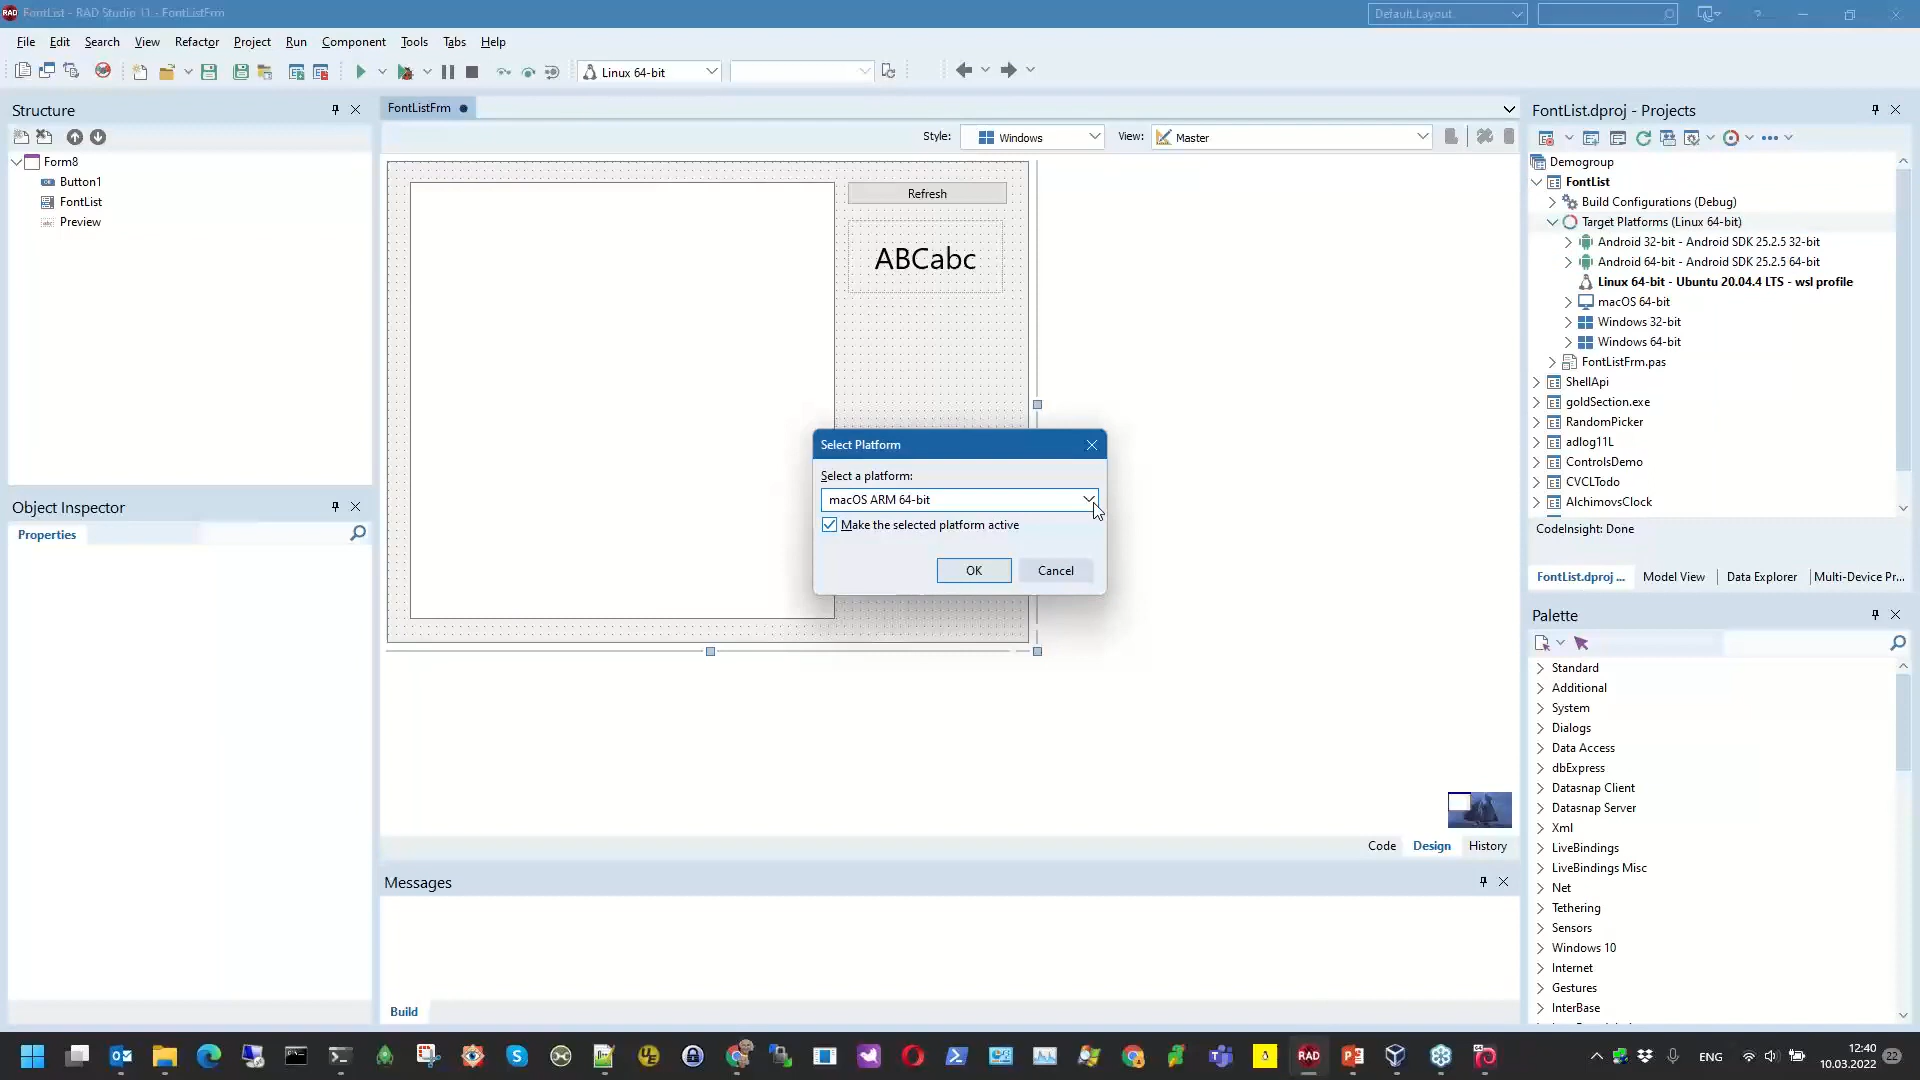 FontList - RAD Studio 11 - FontListFrm
Default Layout
File Edit Search View Refactor Project Run Component Tools Tabs Help
Linux 64-bit
Structure
Form8
Button1
FontList
Preview
Object Inspector
Properties
FontListFrm
Style: Windows View: Master
Refresh
ABCabc
Select Platform
Select a platform:
macOS ARM 64-bit
Make the selected platform active
OK Cancel
Code Design History
Messages
Build
FontList.dproj - Projects
Demogroup
FontList
Build Configurations (Debug)
Target Platforms (Linux 64-bit)
Android 32-bit - Android SDK 25.2.5 32-bit
Android 64-bit - Android SDK 25.2.5 64-bit
Linux 64-bit - Ubuntu 20.04.4 LTS - wsl profile
macOS 64-bit
Windows 32-bit
Windows 64-bit
FontListFrm.pas
ShellApi
goldSection.exe
RandomPicker
adlog11L
ControlsDemo
CVCLTodo
AlchimovsClock
CodeInsight: Done
FontList.dproj ... Model View Data Explorer Multi-Device Pr...
Palette
Standard
Additional
System
Dialogs
Data Access
dbExpress
Datasnap Client
Datasnap Server
Xml
LiveBindings
LiveBindings Misc
Net
Tethering
Sensors
Windows 10
Internet
Gestures
InterBase
RAD
ENG
12:40
10.03.2022
22